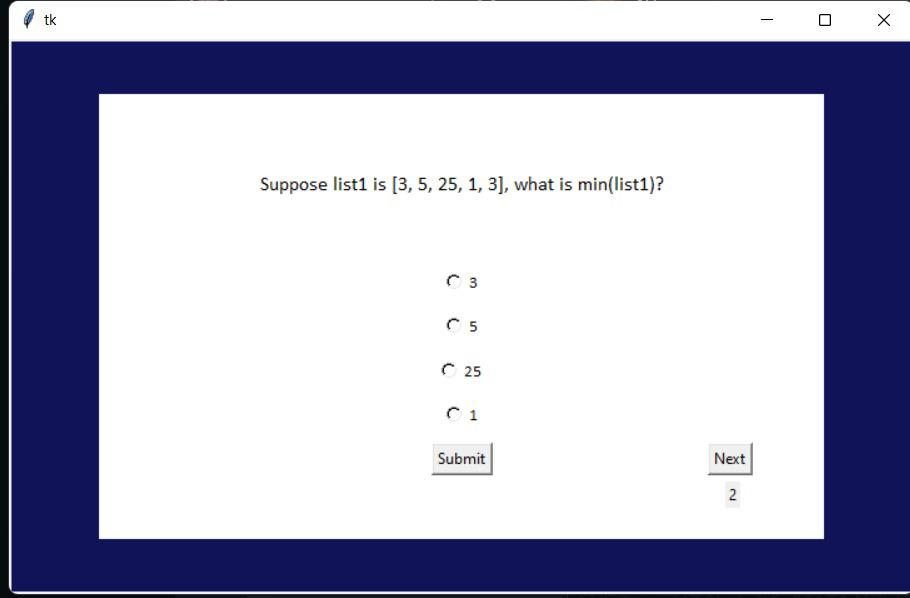 tk
Suppose list1 is [3, 5, 25, 1, 3], what is min(list1)?
3
5
25
1
Submit
Next
2